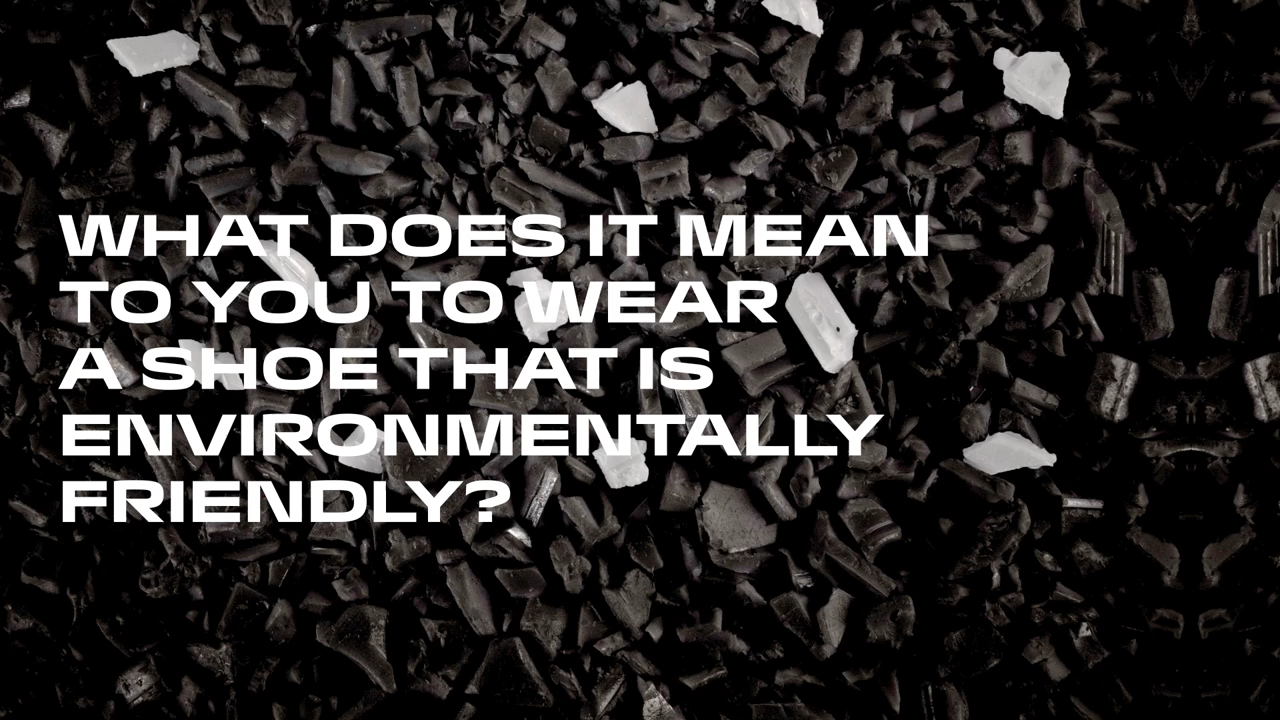 WHAT DOES IT MEAN
TO YOU TO WEAR
A SHOE THAT IS
ENVIRONMENTALLY
FRIENDLY?